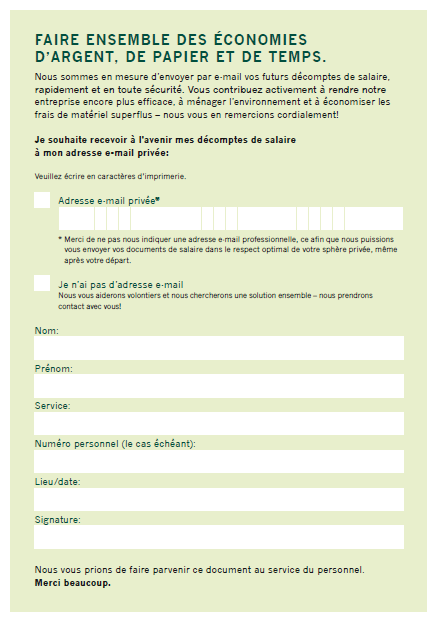 FAIRE ENSEMBLE DES ÉCONOMIES
D'ARGENT, DE PAPIER ET DE TEMPS.
Nous sommes en mesure d'envoyer par e-mail vos futurs décomptes de salaire,
rapidement et en toute sécurité. Vous contribuez activement à rendre notre
entreprise encore plus efficace, à ménager l'environnement et à économiser les
frais de matériel superflus – nous vous en remercions cordialement!
Je souhaite recevoir à l'avenir mes décomptes de salaire
à mon adresse e-mail privée:
Veuillez écrire en caractères d'imprimerie.
Adresse e-mail privée*
* Merci de ne pas nous indiquer une adresse e-mail professionnelle, ce afin que nous puissions
vous envoyer vos documents de salaire dans le respect optimal de votre sphère privée, même
après votre départ.
Je n'ai pas d'adresse e-mail
Nous vous aiderons volontiers et nous chercherons une solution ensemble – nous prendrons
contact avec vous!
Nom:
Prénom:
Service:
Numéro personnel (le cas échéant):
Lieu/date:
Signature:
Nous vous prions de faire parvenir ce document au service du personnel.
Merci beaucoup.